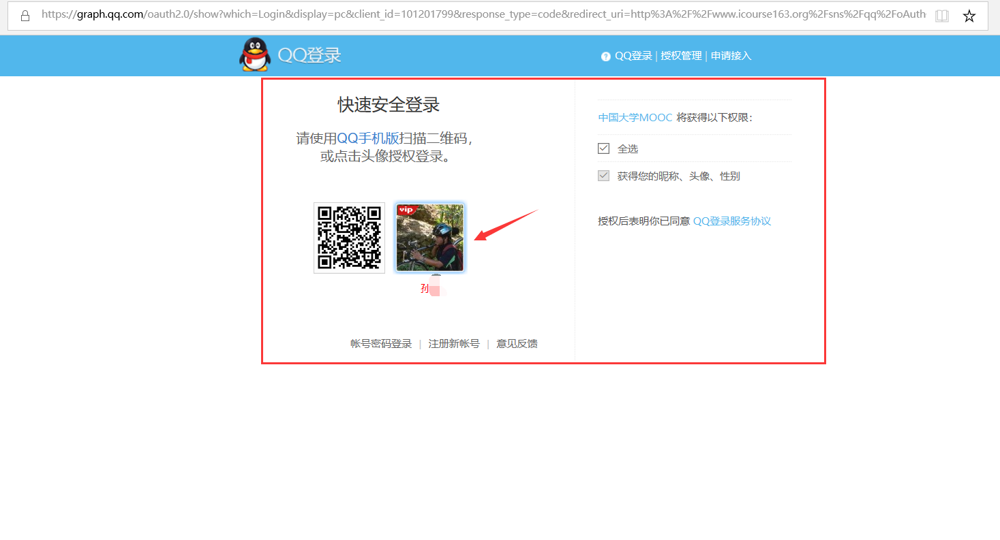 https://graph.qq.com/oauth2.0/show?which=Login&display=pc&client_id=101201799&response_type=code&redirect_uri=http%3A%2F%2Fwww.icourse163.org%2Fsns%2Fqq%2FoAuth
QQ登录
? QQ登录 | 授权管理 | 申请接入
快速安全登录
请使用QQ手机版扫描二维码，
或点击头像授权登录。
vip
孙
帐号密码登录 | 注册新帐号 | 意见反馈
中国大学MOOC 将获得以下权限：
全选
获得您的昵称、头像、性别
授权后表明你已同意 QQ登录服务协议